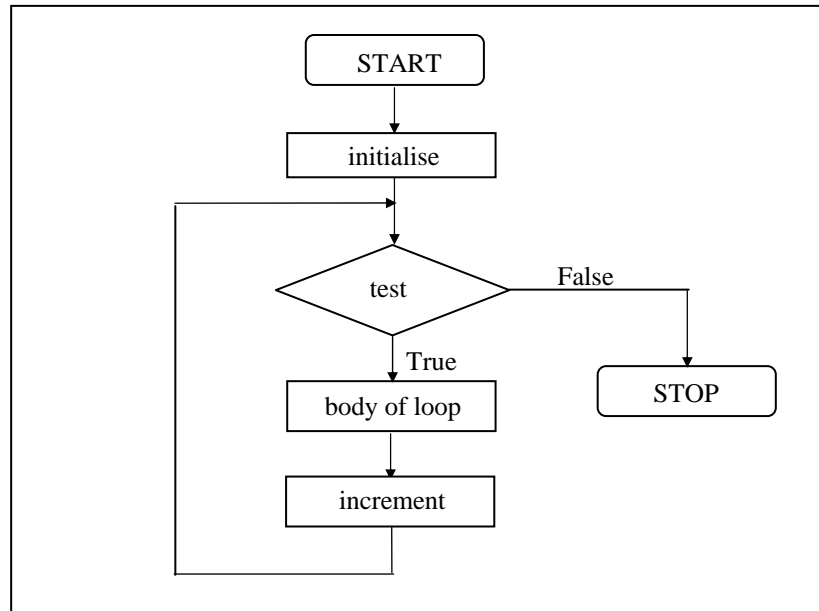 START
initialise
test
False
True
body of loop
STOP
increment